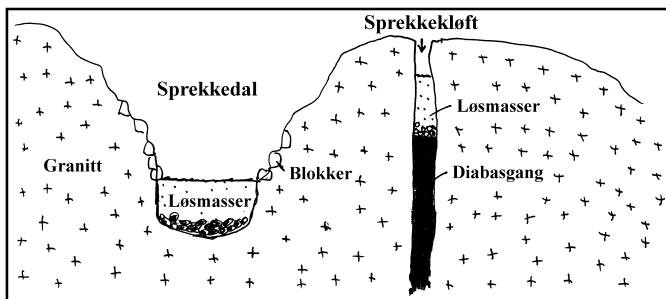 Sprekkekløft
Sprekkedal
Løsmasser
Granitt
Blokker
Diabasgang
Løsmasser